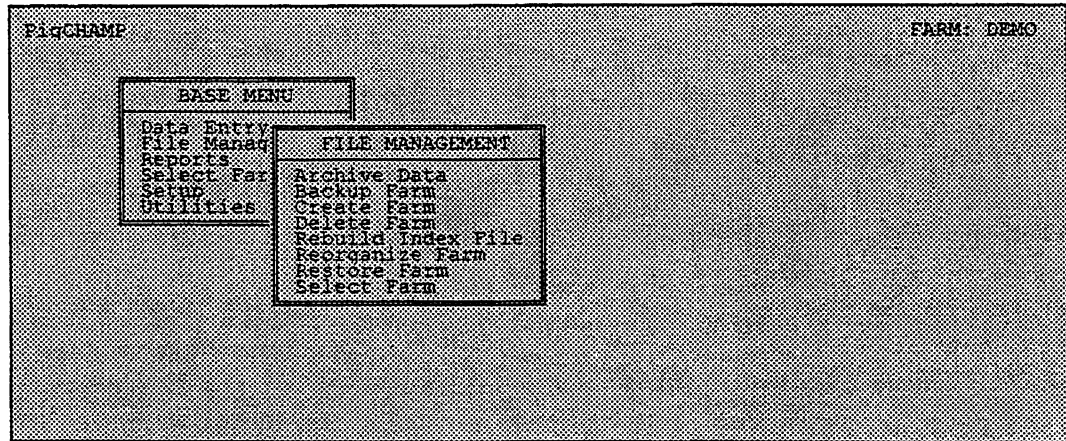 PigCHAMP FARM: DEMO
BASE MENU
Data Entry
File Manag
Reports
Select Far
Setup
Utilities
FILE MANAGEMENT
Archive Data
Backup Farm
Create Farm
Delete Farm
Rebuild Index File
Reorganize Farm
Restore Farm
Select Farm